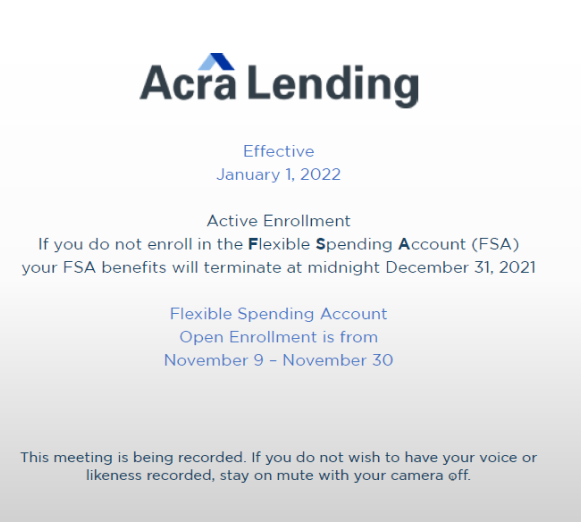 Acra Lending
Effective
January 1, 2022
Active Enrollment
If you do not enroll in the Flexible Spending Account (FSA)
your FSA benefits will terminate at midnight December 31, 2021
Flexible Spending Account
Open Enrollment is from
November 9 – November 30
This meeting is being recorded. If you do not wish to have your voice or
likeness recorded, stay on mute with your camera off.